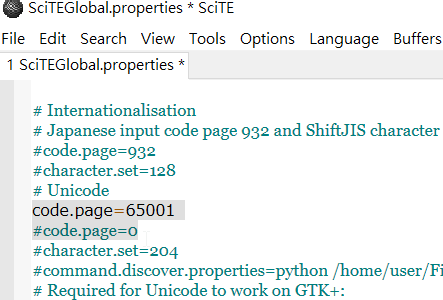 SciTEGlobal.properties * SciTE
File Edit Search View Tools Options Language Buffers
1 SciTEGlobal.properties *
# Internationalisation
# Japanese input code page 932 and ShiftJIS character
#code.page=932
#character.set=128
# Unicode
code.page=65001
#code.page=0
#character.set=204
#command.discover.properties=python /home/user/Fi
# Required for Unicode to work on GTK+: